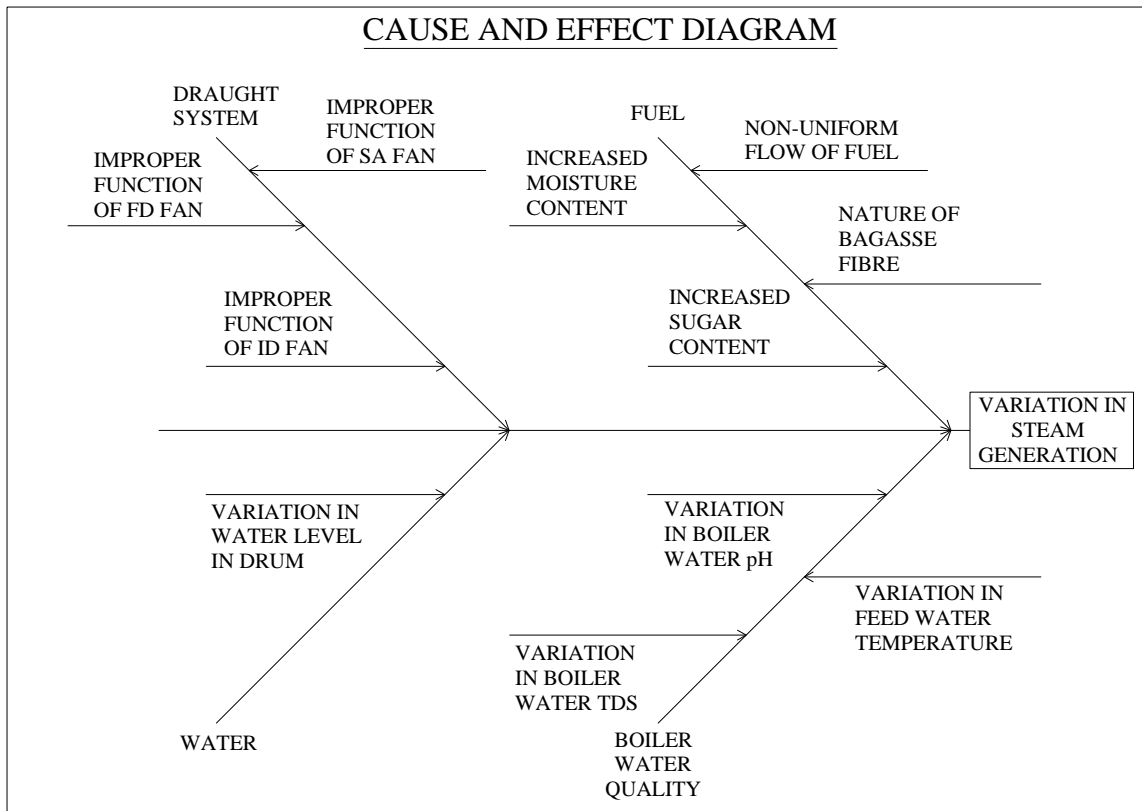 CAUSE AND EFFECT DIAGRAM
DRAUGHT
SYSTEM
IMPROPER
FUNCTION
OF SA FAN
IMPROPER
FUNCTION
OF FD FAN
IMPROPER
FUNCTION
OF ID FAN
FUEL
NON-UNIFORM
FLOW OF FUEL
INCREASED
MOISTURE
CONTENT
NATURE OF
BAGASSE
FIBRE
INCREASED
SUGAR
CONTENT
VARIATION IN
STEAM
GENERATION
VARIATION IN
WATER LEVEL
IN DRUM
WATER
VARIATION
IN BOILER
WATER pH
VARIATION IN
FEED WATER
TEMPERATURE
VARIATION
IN BOILER
WATER TDS
BOILER
WATER
QUALITY